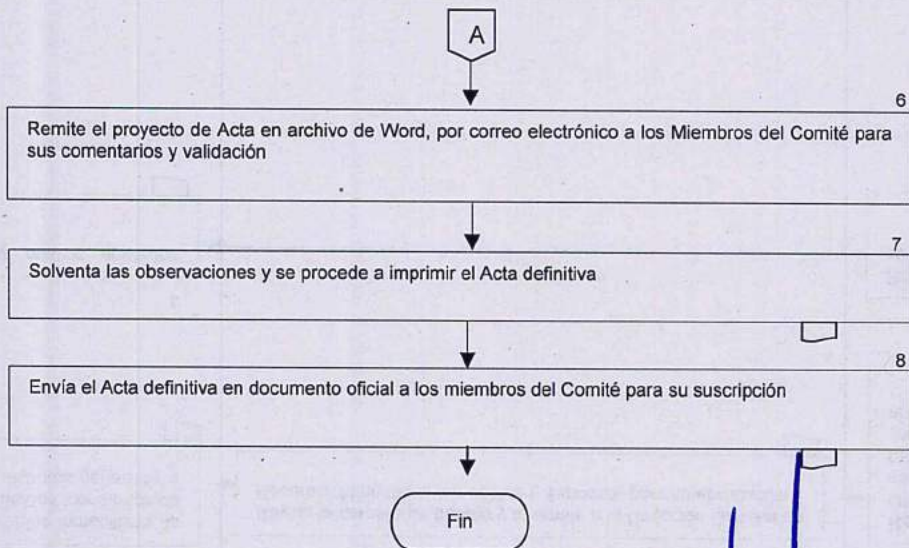 A
6
Remite el proyecto de Acta en archivo de Word, por correo electrónico a los Miembros del Comité para
sus comentarios y validación
7
Solventa las observaciones y se procede a imprimir el Acta definitiva
8
Envía el Acta definitiva en documento oficial a los miembros del Comité para su suscripción
Fin